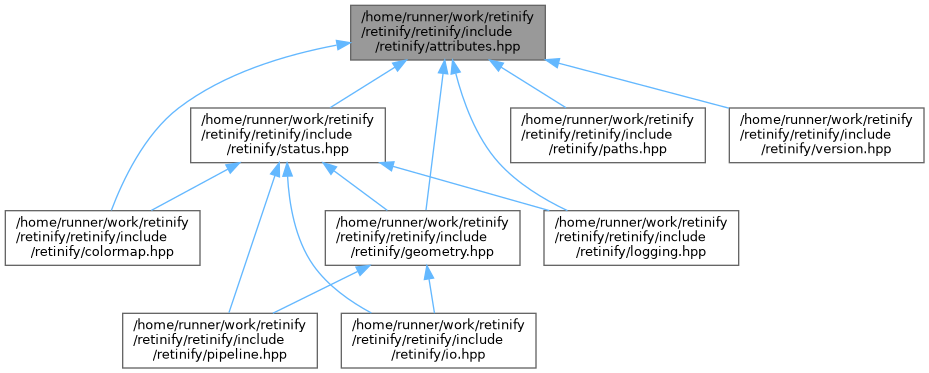 /home/runner/work/retinify
/retinify/retinify/include
/retinify/attributes.hpp
/home/runner/work/retinify
/retinify/retinify/include
/retinify/status.hpp
/home/runner/work/retinify
/retinify/retinify/include
/retinify/paths.hpp
/home/runner/work/retinify
/retinify/retinify/include
/retinify/version.hpp
/home/runner/work/retinify
/retinify/retinify/include
/retinify/colormap.hpp
/home/runner/work/retinify
/retinify/retinify/include
/retinify/geometry.hpp
/home/runner/work/retinify
/retinify/retinify/include
/retinify/logging.hpp
/home/runner/work/retinify
/retinify/retinify/include
/retinify/pipeline.hpp
/home/runner/work/retinify
/retinify/retinify/include
/retinify/io.hpp